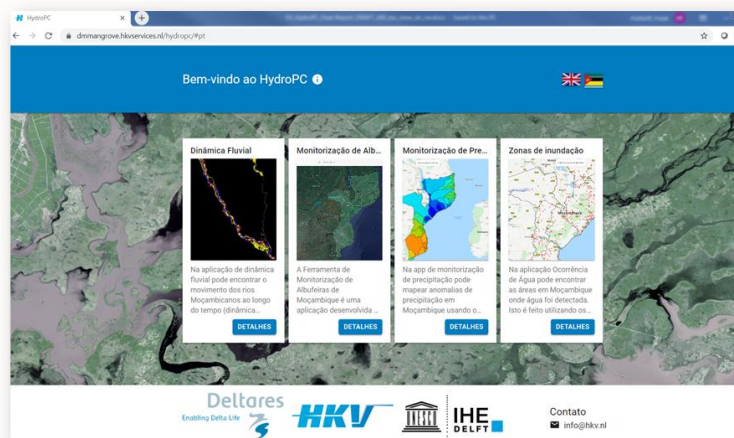 HydroPC
dmmangrove.hkvservices.nl/hydropc/#pt
Bem-vindo ao HydroPC
Dinâmica Fluvial
Na aplicação de dinâmica
fluvial pode encontrar o
movimento dos rios
Moçambicanos ao longo
do tempo (dinâmica...
DETALHES
Monitorização de Alb...
A Ferramenta de
Monitorização de
Albufeiras de
Moçambique é uma
aplicação desenvolvida ...
DETALHES
Monitorização de Pre...
Na app de monitorização
de precipitação pode
mapear anomalias de
precipitação em
Moçambique usando o...
DETALHES
Zonas de inundação
Na aplicação Ocorrência
de Água pode encontrar
as áreas em Moçambique
onde água foi detectada.
Isto é feito utilizando os...
DETALHES
Deltares
Enabling Delta Life
HKV
UNESCO
IHE
DELFT
Contato
info@hkv.nl